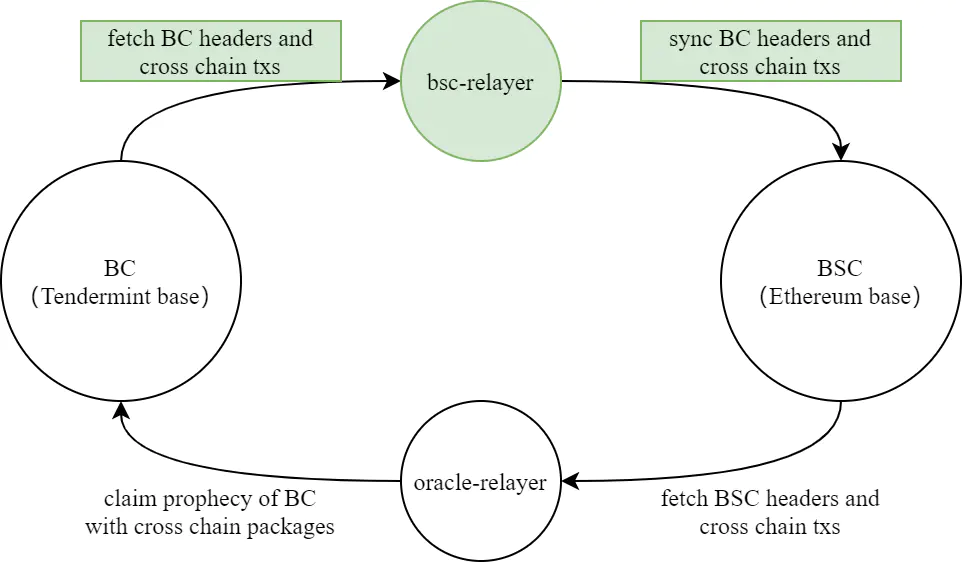 fetch BC headers and
cross chain txs
bsc-relayer
sync BC headers and
cross chain txs
BC
（Tendermint base）
BSC
（Ethereum base）
oracle-relayer
claim prophecy of BC
with cross chain packages
fetch BSC headers and
cross chain txs